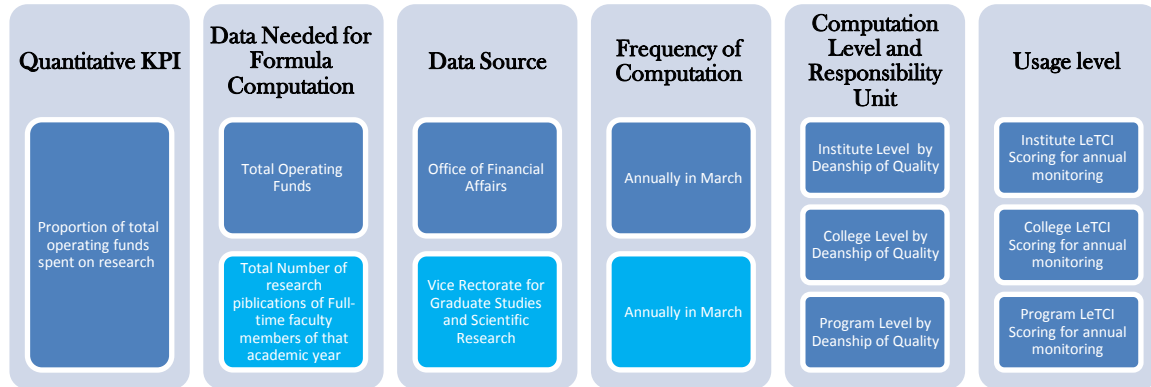 Quantitative KPI
Proportion of total
operating funds
spent on research
Data Needed for
Formula
Computation
Total Operating
Funds
Total Number of
research
piblications of Full-
time faculty
members of that
academic year
Data Source
Office of Financial
Affairs
Vice Rectorate for
Graduate Studies
and Scientific
Research
Frequency of
Computation
Annually in March
Annually in March
Computation
Level and
Responsibility
Unit
Institute Level  by
Deanship of Quality
College Level by
Deanship of Quality
Program Level by
Deanship of Quality
Usage level
Institute LeTCI
Scoring for annual
monitoring
College LeTCI
Scoring for annual
monitoring
Program LeTCI
Scoring for annual
monitoring